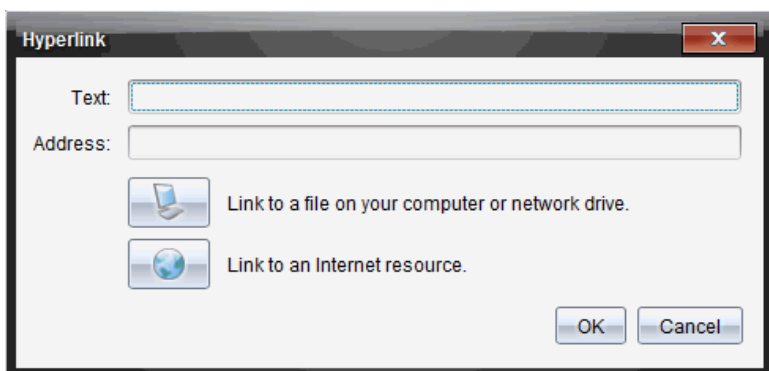 Hyperlink
Text:
Address:
Link to a file on your computer or network drive.
Link to an Internet resource.
OK Cancel